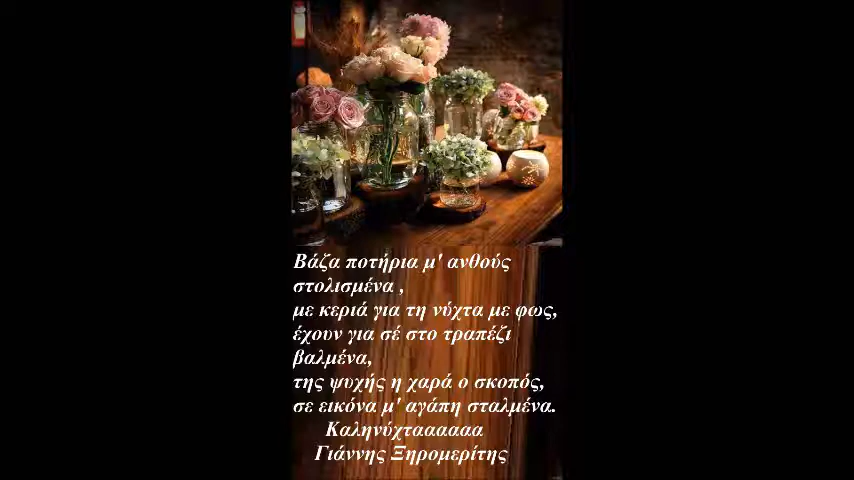 Βάζα ποτήρια μ' ανθούς
στολισμένα ,
με κεριά για τη νύχτα με φως,
έχουν για σέ στο τραπέζι
βαλμένα,
της ψυχής η χαρά ο σκοπός,
σε εικόνα μ' αγάπη σταλμένα.
Καληνύχταααααα
Γιάννης Ξηρομερίτης